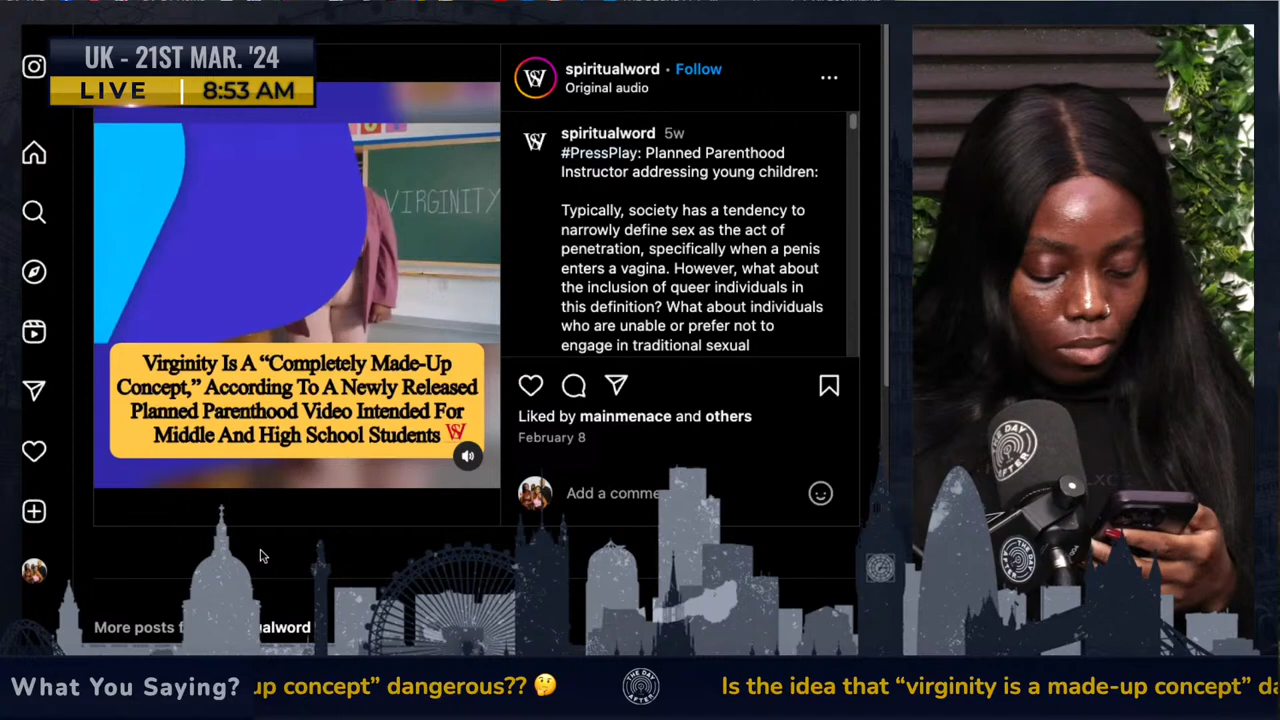 UK - 21ST MAR. '24
LIVE
8:53 AM
VIRGINITY
Virginity Is A “Completely Made-Up
Concept,” According To A Newly Released
Planned Parenthood Video Intended For
Middle And High School Students
spiritualword • Follow
Original audio
spiritualword 5w
#PressPlay: Planned Parenthood
Instructor addressing young children:
Typically, society has a tendency to
narrowly define sex as the act of
penetration, specifically when a penis
enters a vagina. However, what about
the inclusion of queer individuals in
this definition? What about individuals
who are unable or prefer not to
engage in traditional sexual
Liked by mainmenace and others
February 8
Add a comme
More posts
ualword
THE DAY
AFTER
What You Saying?
up concept” dangerous?? 🤔
THE DAY
AFTER
Is the idea that “virginity is a made-up concept” da